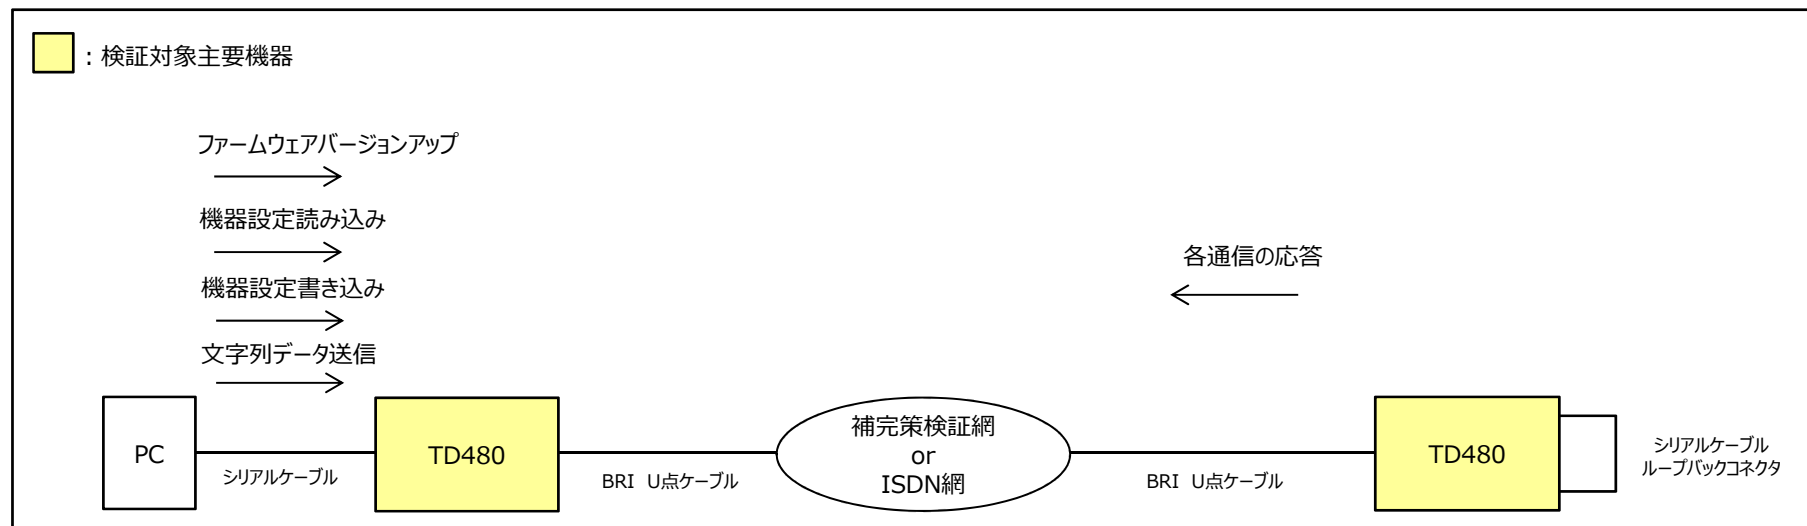 ：検証対象主要機器
ファームウェアバージョンアップ
機器設定読み込み
機器設定書き込み
文字列データ送信
各通信の応答
PC
シリアルケーブル
TD480
BRI　U点ケーブル
補完策検証網
or
ISDN網
BRI　U点ケーブル
TD480
シリアルケーブル
ループバックコネクタ